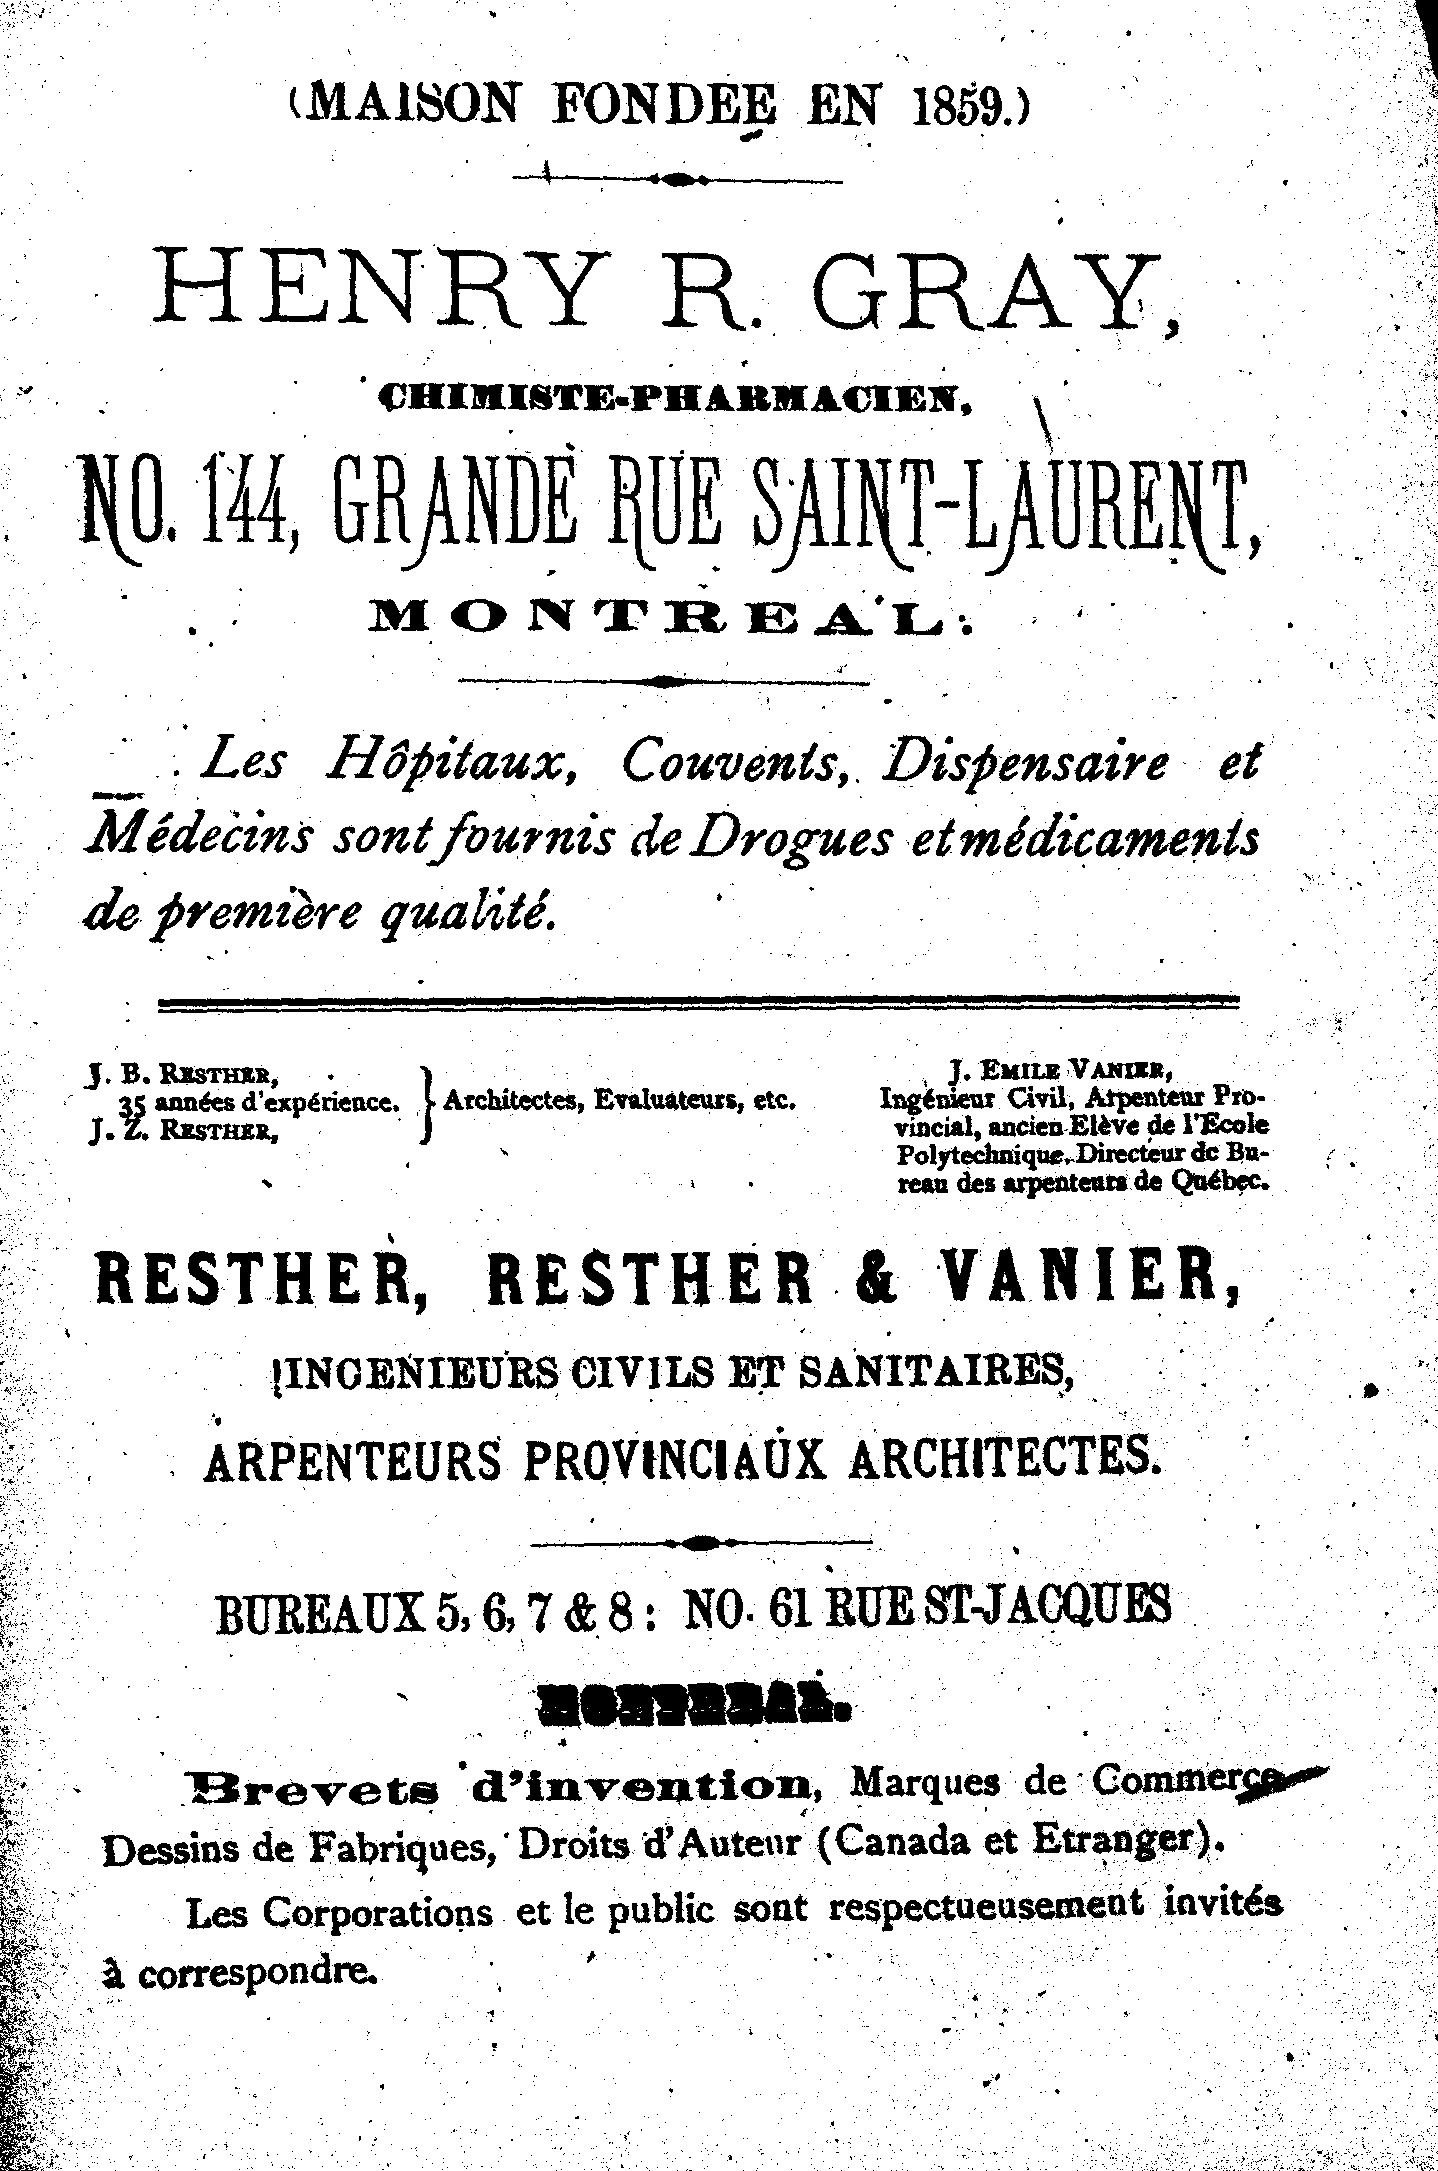 (MAISON FONDEE EN 1859.)
HENRY R. GRAY,
CHIMISTE-PHARMACIEN,
NO. 144, GRANDE RUE SAINT-LAURENT,
MONTREAL.
Les Hôpitaux, Couvents, Dispensaire et
Médecins sont fournis de Drogues et médicaments
de première qualité.
J. B. RESTHER,
35 années d'expérience.
J. Z. RESTHER,
} Architectes, Evaluateurs, etc.
J. EMILE VANIER,
Ingénieur Civil, Arpenteur Pro-
vincial, ancien Elève de l'Ecole
Polytechnique, Directeur de Bu-
reau des arpenteurs de Québec.
RESTHER, RESTHER & VANIER,
INGENIEURS CIVILS ET SANITAIRES,
ARPENTEURS PROVINCIAUX ARCHITECTES.
BUREAUX 5, 6, 7 & 8 : NO. 61 RUE ST-JACQUES
MONTREAL.
Brevets d'invention, Marques de Commerce
Dessins de Fabriques, Droits d'Auteur (Canada et Etranger).
Les Corporations et le public sont respectueusement invités
à correspondre.